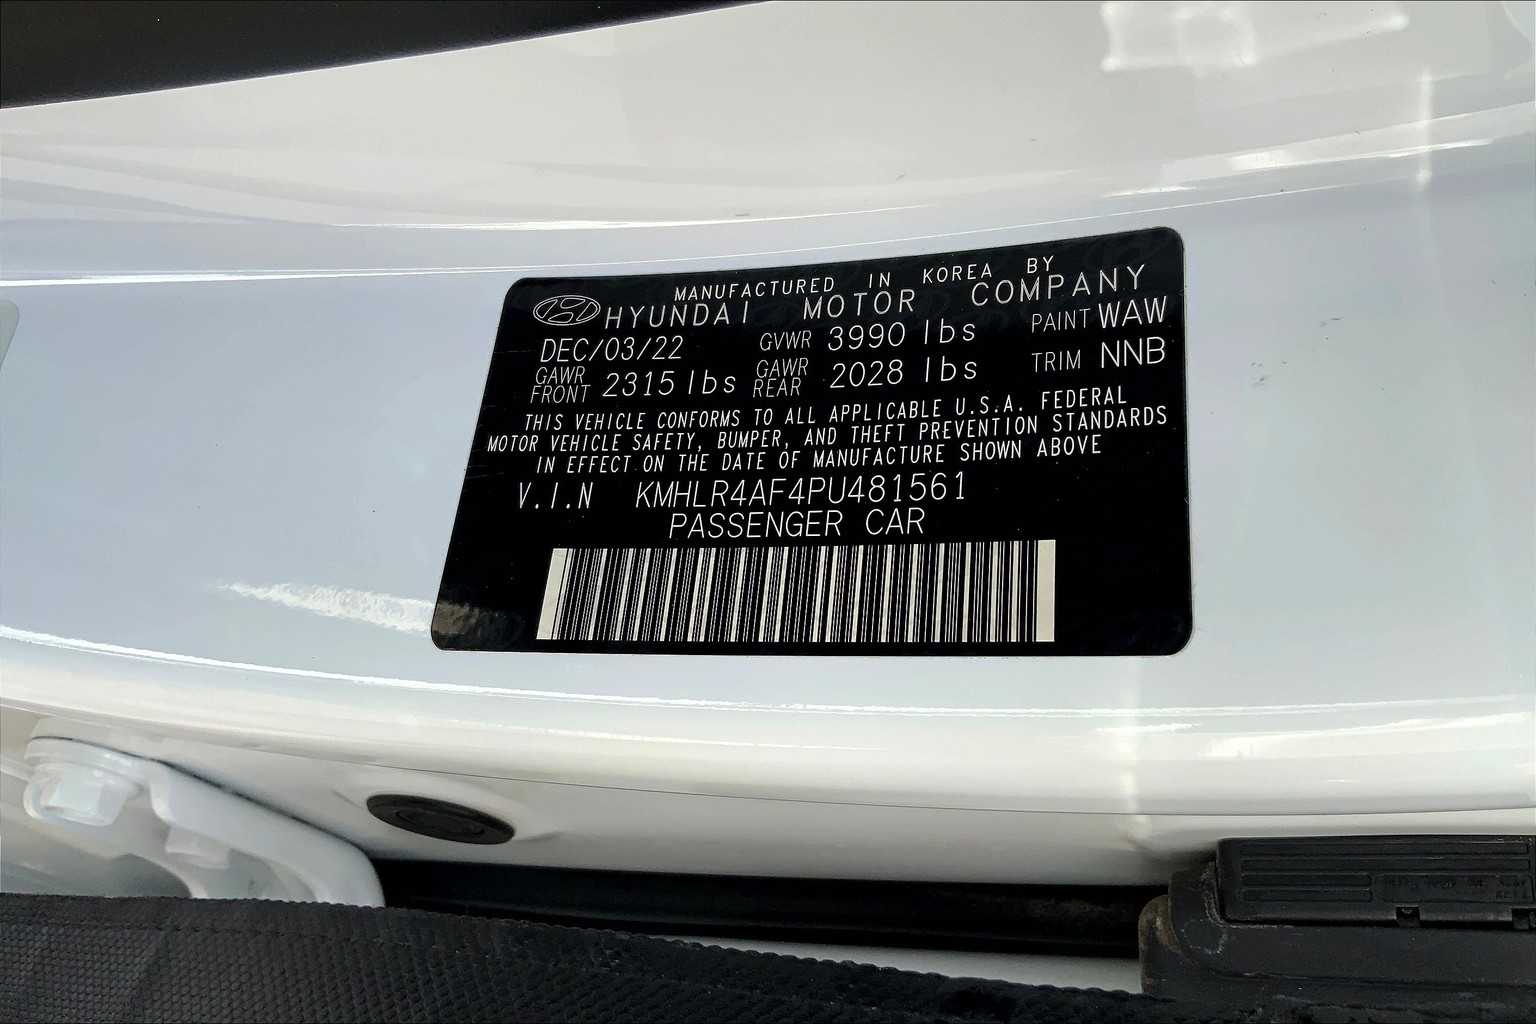 MANUFACTURED IN KOREA BY
HYUNDAI MOTOR COMPANY
DEC/03/22 GVWR 3990 lbs PAINT WAW
GAWR FRONT 2315 lbs GAWR REAR 2028 lbs TRIM NNB
THIS VEHICLE CONFORMS TO ALL APPLICABLE U.S.A. FEDERAL
MOTOR VEHICLE SAFETY, BUMPER, AND THEFT PREVENTION STANDARDS
IN EFFECT ON THE DATE OF MANUFACTURE SHOWN ABOVE
V.I.N KMHLR4AF4PU481561
PASSENGER CAR